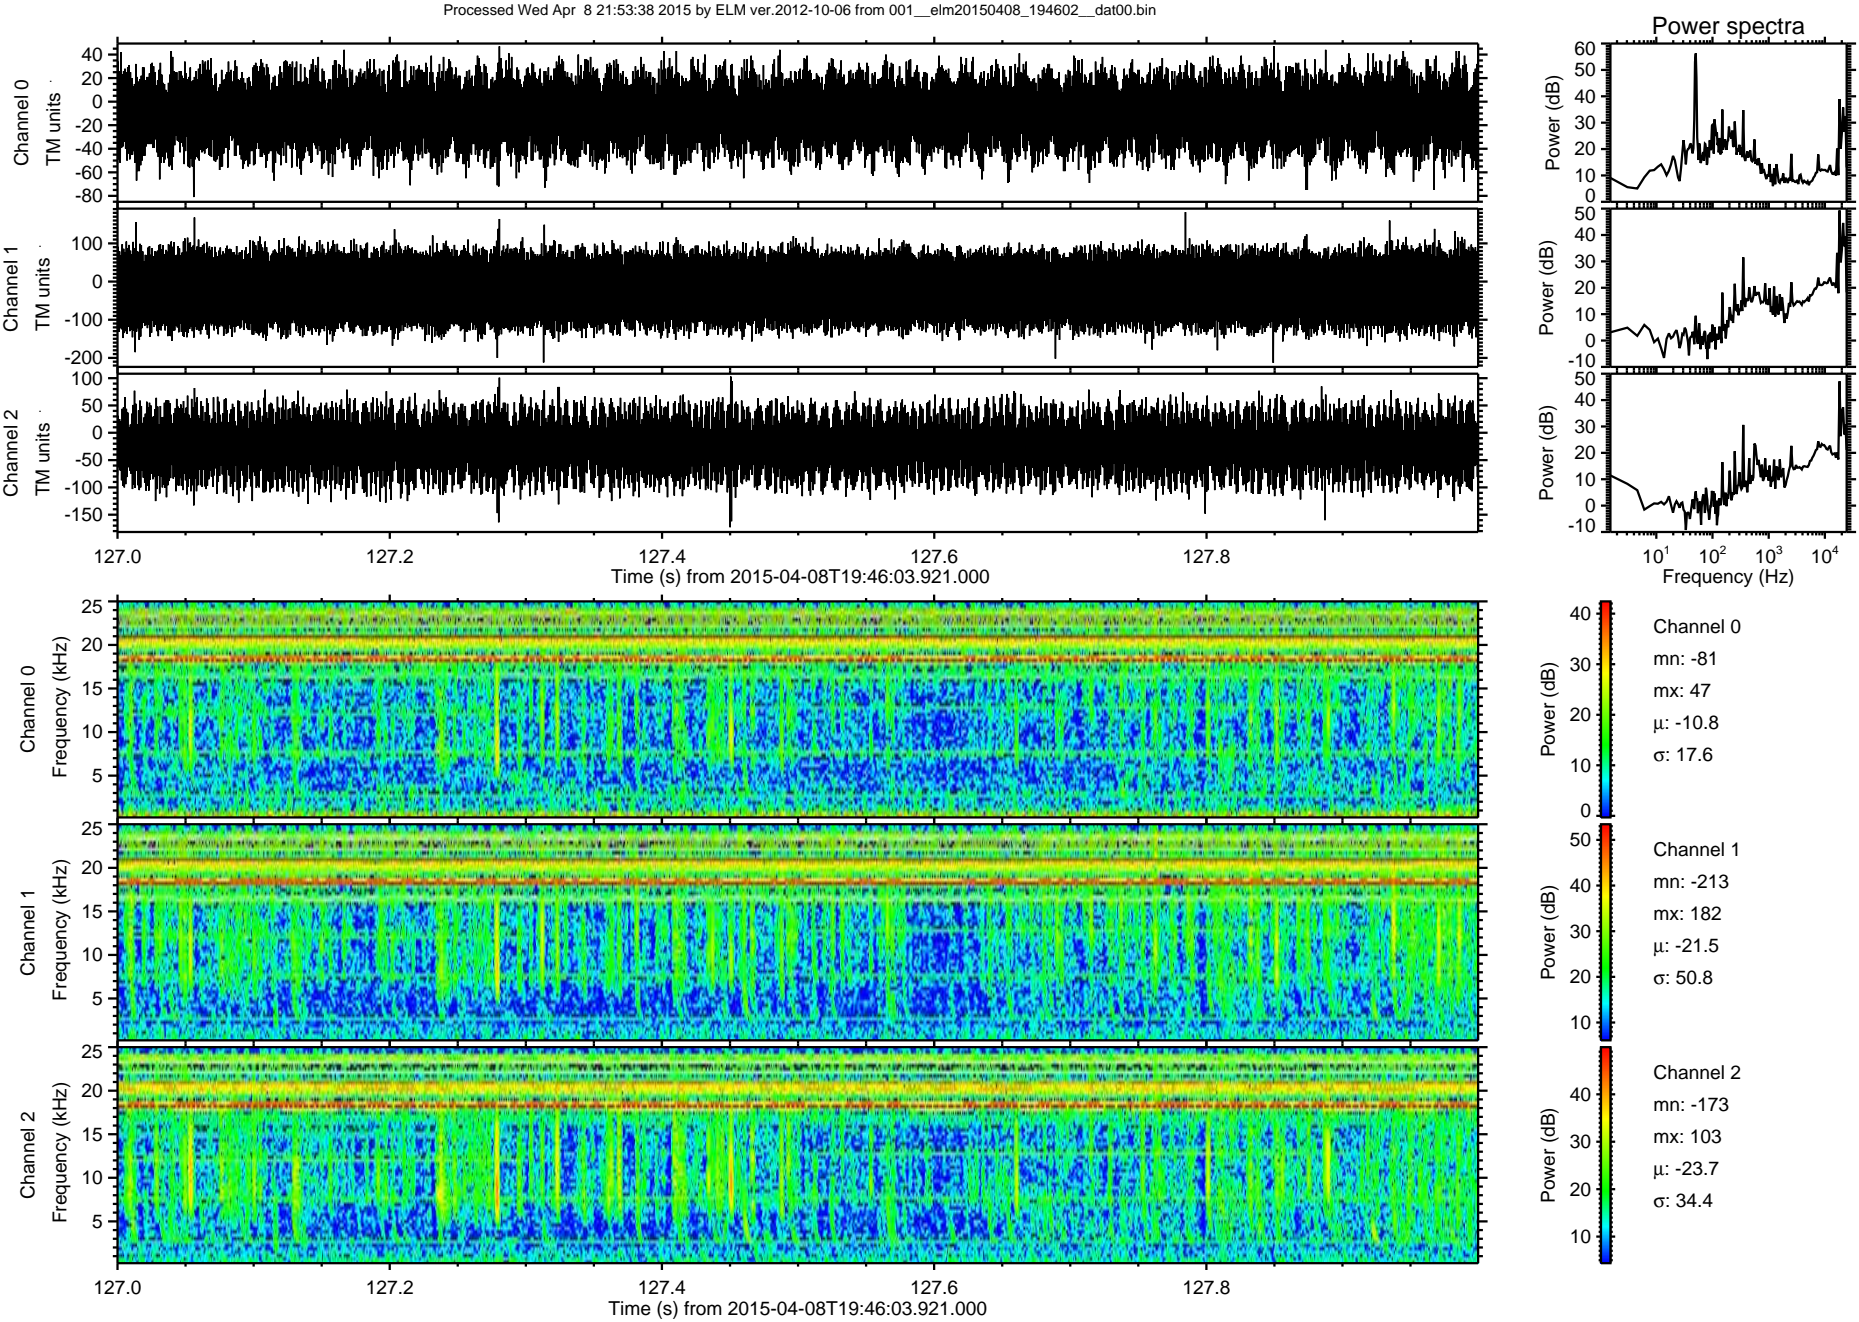 Processed Wed Apr 8 21:53:38 2015 by ELM ver.2012-10-06 from 001__elm20150408_194602__dat00.bin
Power spectra
Channel 0
TM units
40
20
0
-20
-40
-60
-80
Power (dB)
60
50
40
30
20
10
0
Channel 1
TM units
100
0
-100
-200
Power (dB)
50
40
30
20
10
0
-10
Channel 2
TM units
100
50
0
-50
-100
-150
Power (dB)
50
40
30
20
10
0
-10
127.0 127.2 127.4 127.6 127.8
Time (s) from 2015-04-08T19:46:03.921.000
10¹ 10² 10³ 10⁴
Frequency (Hz)
Channel 0
Frequency (kHz)
25
20
15
10
5
Power (dB)
40
30
20
10
0
Channel 0
mn: -81
mx: 47
μ: -10.8
σ: 17.6
Channel 1
Frequency (kHz)
25
20
15
10
5
Power (dB)
50
40
30
20
10
Channel 1
mn: -213
mx: 182
μ: -21.5
σ: 50.8
Channel 2
Frequency (kHz)
25
20
15
10
5
Power (dB)
40
30
20
10
Channel 2
mn: -173
mx: 103
μ: -23.7
σ: 34.4
127.0 127.2 127.4 127.6 127.8
Time (s) from 2015-04-08T19:46:03.921.000